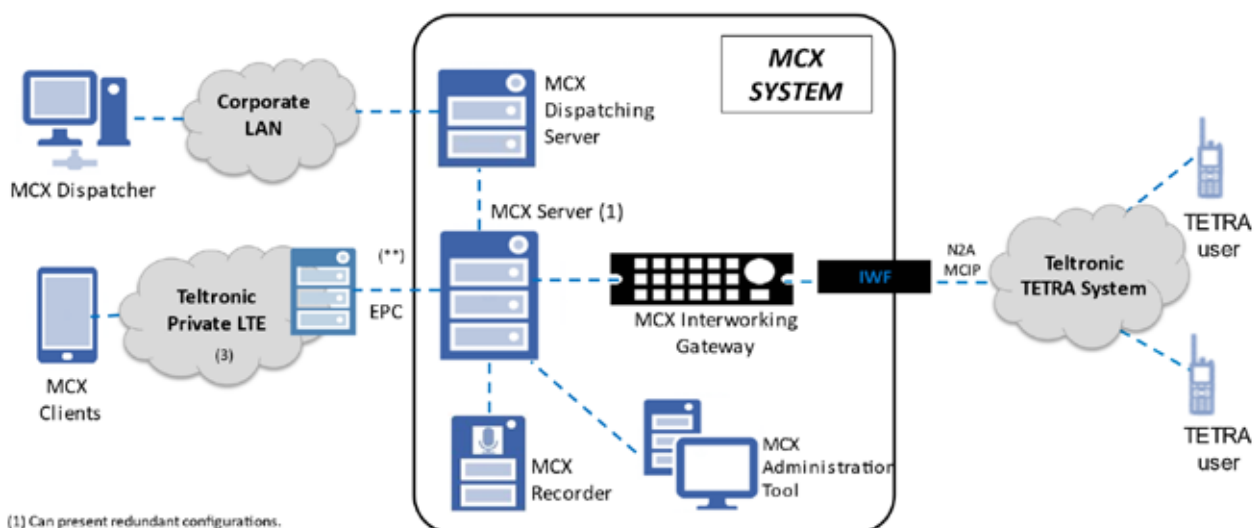 MCX
SYSTEM
MCX
Dispatching
Server
Corporate
LAN
MCX Dispatcher
MCX Server (1)
(**)
EPC
Teltronic
Private LTE
(3)
MCX
Clients
MCX Interworking
Gateway
IWF
N2A
MCIP
Teltronic
TETRA System
TETRA
user
TETRA
user
MCX
Recorder
MCX
Administration
Tool
(1) Can present redundant configurations.